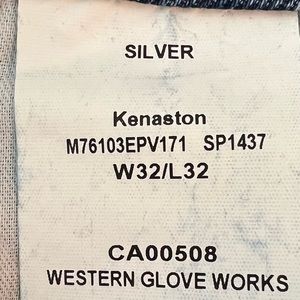 SILVER
Kenaston
M76103EPV171 SP1437
W32/L32
CA00508
WESTERN GLOVE WORKS